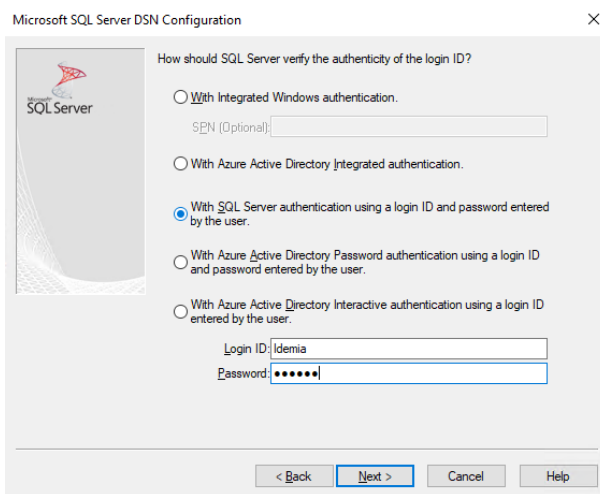 Microsoft SQL Server DSN Configuration
How should SQL Server verify the authenticity of the login ID?
Microsoft
SQL Server
With Integrated Windows authentication.
SPN (Optional):
With Azure Active Directory Integrated authentication.
With SQL Server authentication using a login ID and password entered
by the user.
With Azure Active Directory Password authentication using a login ID
and password entered by the user.
With Azure Active Directory Interactive authentication using a login ID
entered by the user.
Login ID: Idemia
Password: ●●●●●●
< Back
Next >
Cancel
Help